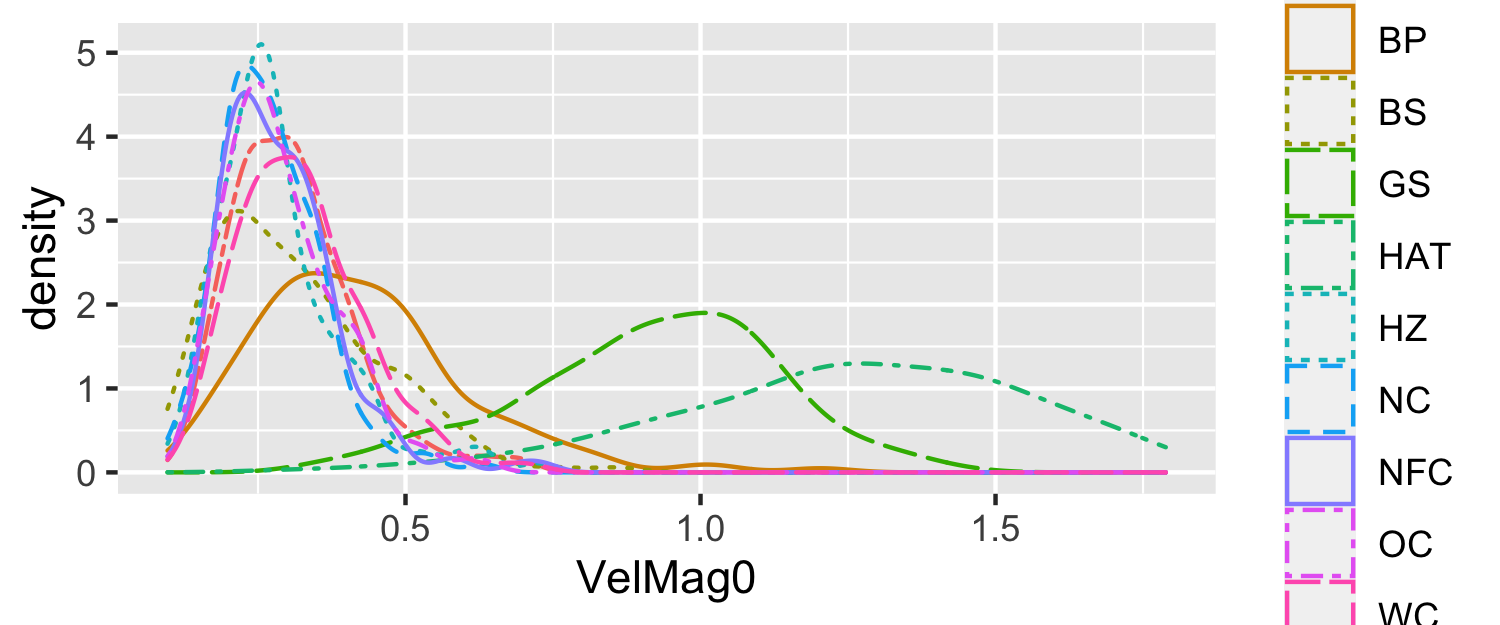 5
4
3
2
1
0
density
0.5 1.0 1.5
VelMag0
BP
BS
GS
HAT
HZ
NC
NFC
OC
WC